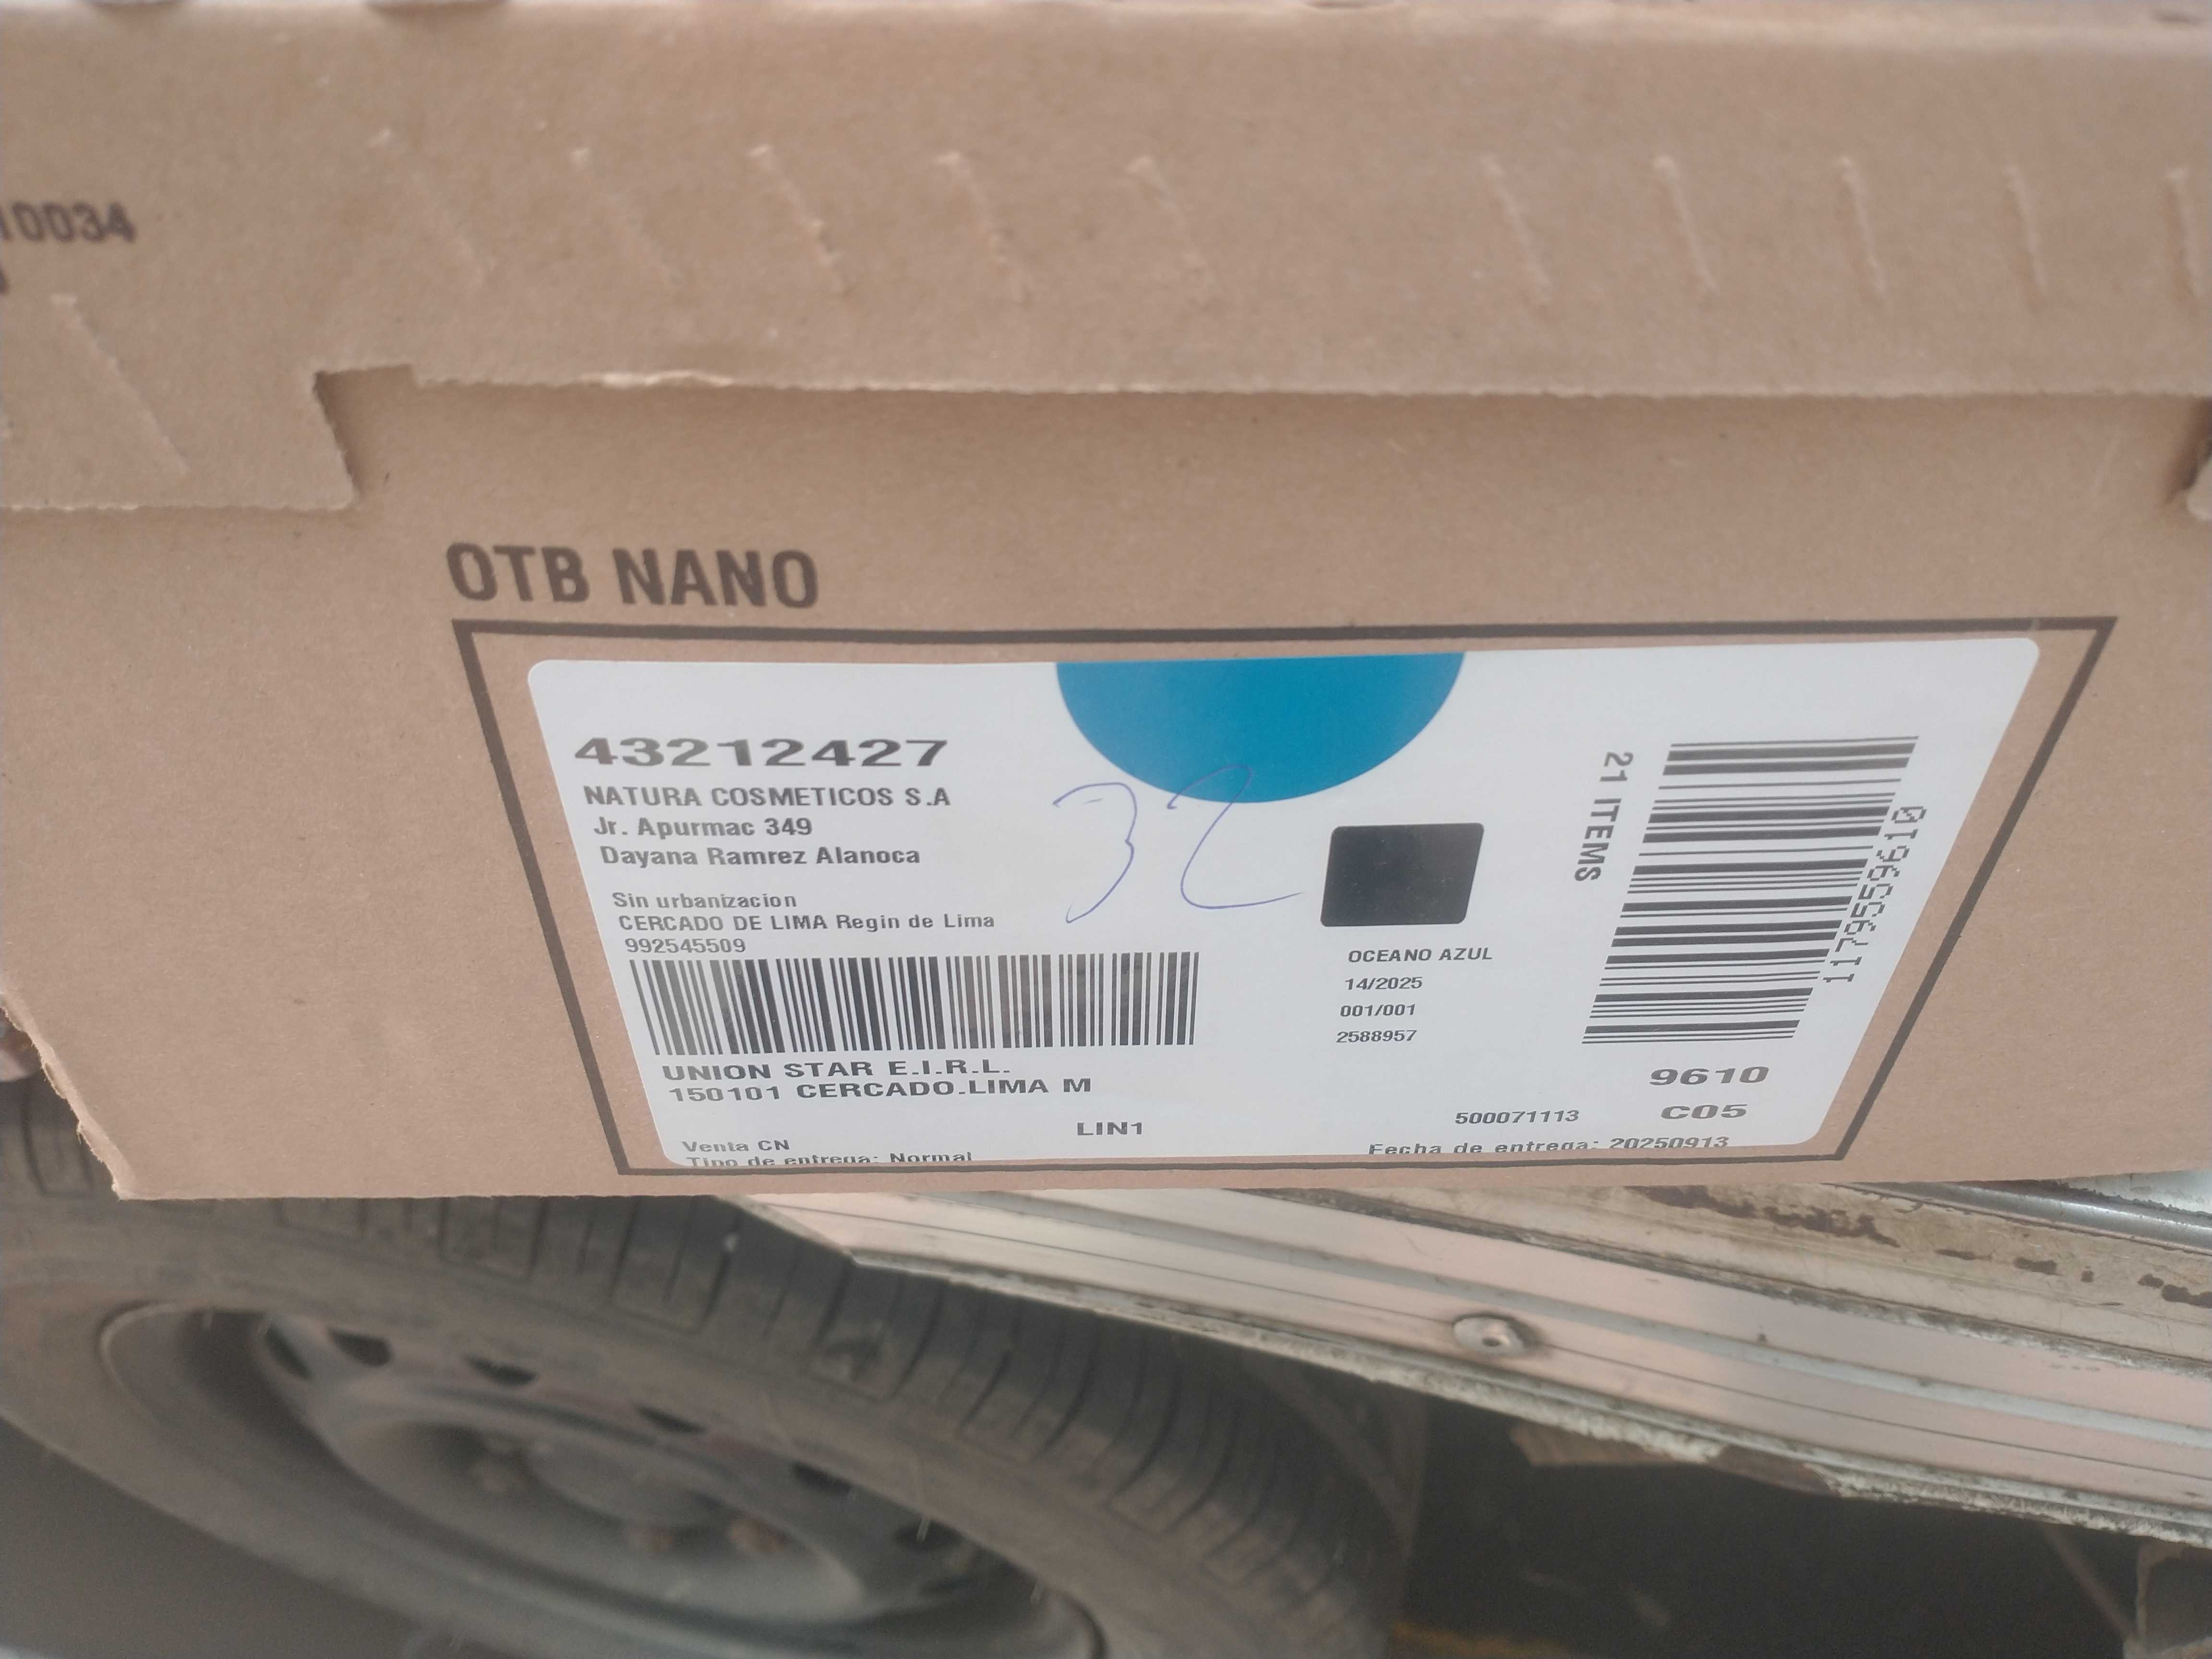 10034
OTB NANO
43212427
NATURA COSMETICOS S.A
Jr. Apurmac 349
Dayana Ramrez Alanoca
Sin urbanizacion
CERCADO DE LIMA Regin de Lima
992545509
UNION STAR E.I.R.L.
150101 CERCADO.LIMA M
LIN1
Venta CN
Tipo de entrega: Normal
32
OCEANO AZUL
14/2025
001/001
2588957
21 ITEMS
9610
500071113
C05
Fecha de entrega: 20250913